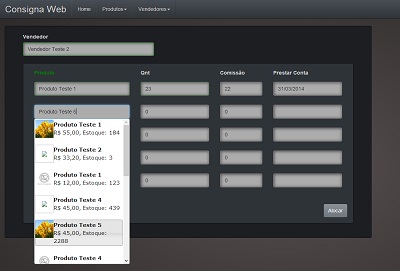 Consigna Web Home Produtos Vendedores
Vendedor
Vendedor Teste 2
Produto Qnt Comissão Prestar Conta
Produto Teste 1 23 22 31/03/2014
Produto Teste 5 0 0
Produto Teste 1
R$ 55,00, Estoque: 184
0 0
Produto Teste 2
R$ 33,20, Estoque: 3
0 0
Produto Teste 1
R$ 12,00, Estoque: 123
0 0
Produto Teste 4
R$ 45,00, Estoque: 439
Alocar
Produto Teste 5
R$ 45,00, Estoque:
2288
Produto Teste 4